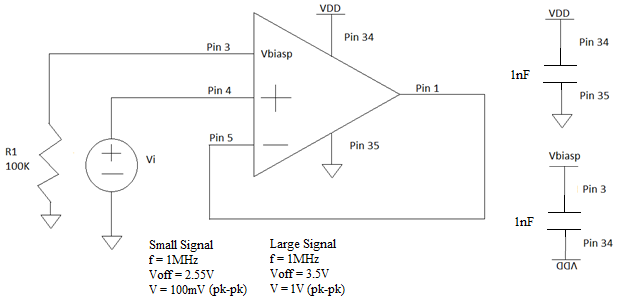 VDD
Pin 34
Pin 3
Vbiasp
Pin 4
Pin 1
Pin 5
Pin 35
R1
100K
Vi
Small Signal
f = 1MHz
Voff = 2.55V
V = 100mV (pk-pk)
Large Signal
f = 1MHz
Voff = 3.5V
V = 1V (pk-pk)
VDD
Pin 34
1nF
Pin 35
Vbiasp
Pin 3
1nF
Pin 34
VDD